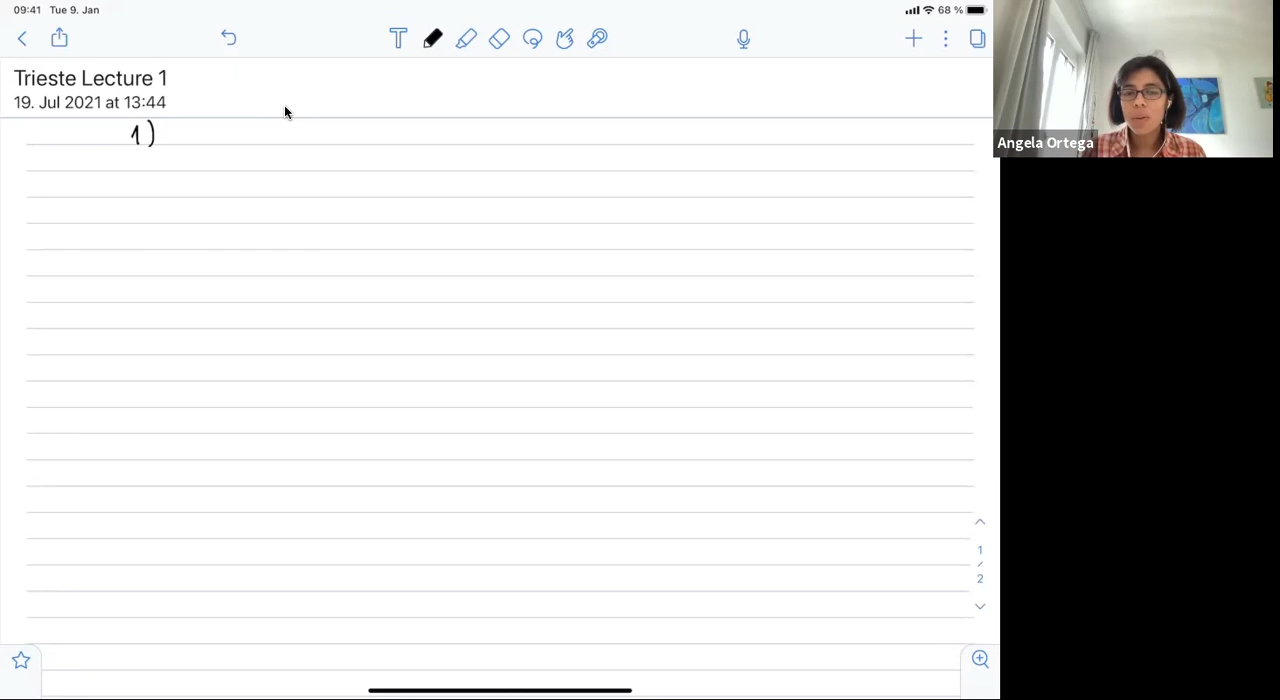 09:41 Tue 9. Jan 68 %
Trieste Lecture 1
19. Jul 2021 at 13:44
1)
Angela Ortega
1
2